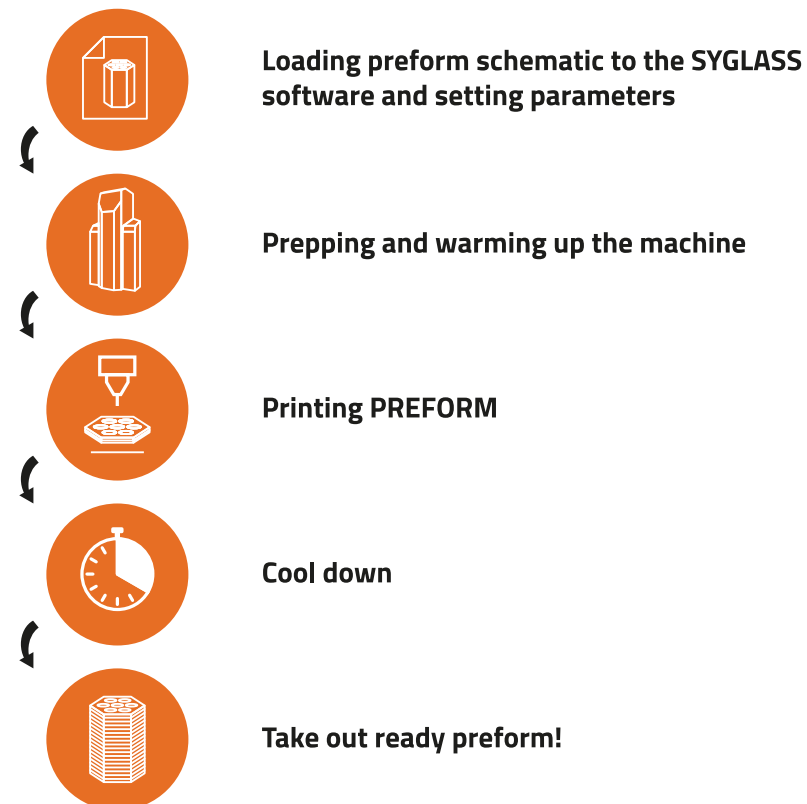 Loading preform schematic to the SYGLASS
software and setting parameters
Prepping and warming up the machine
Printing PREFORM
Cool down
Take out ready preform!